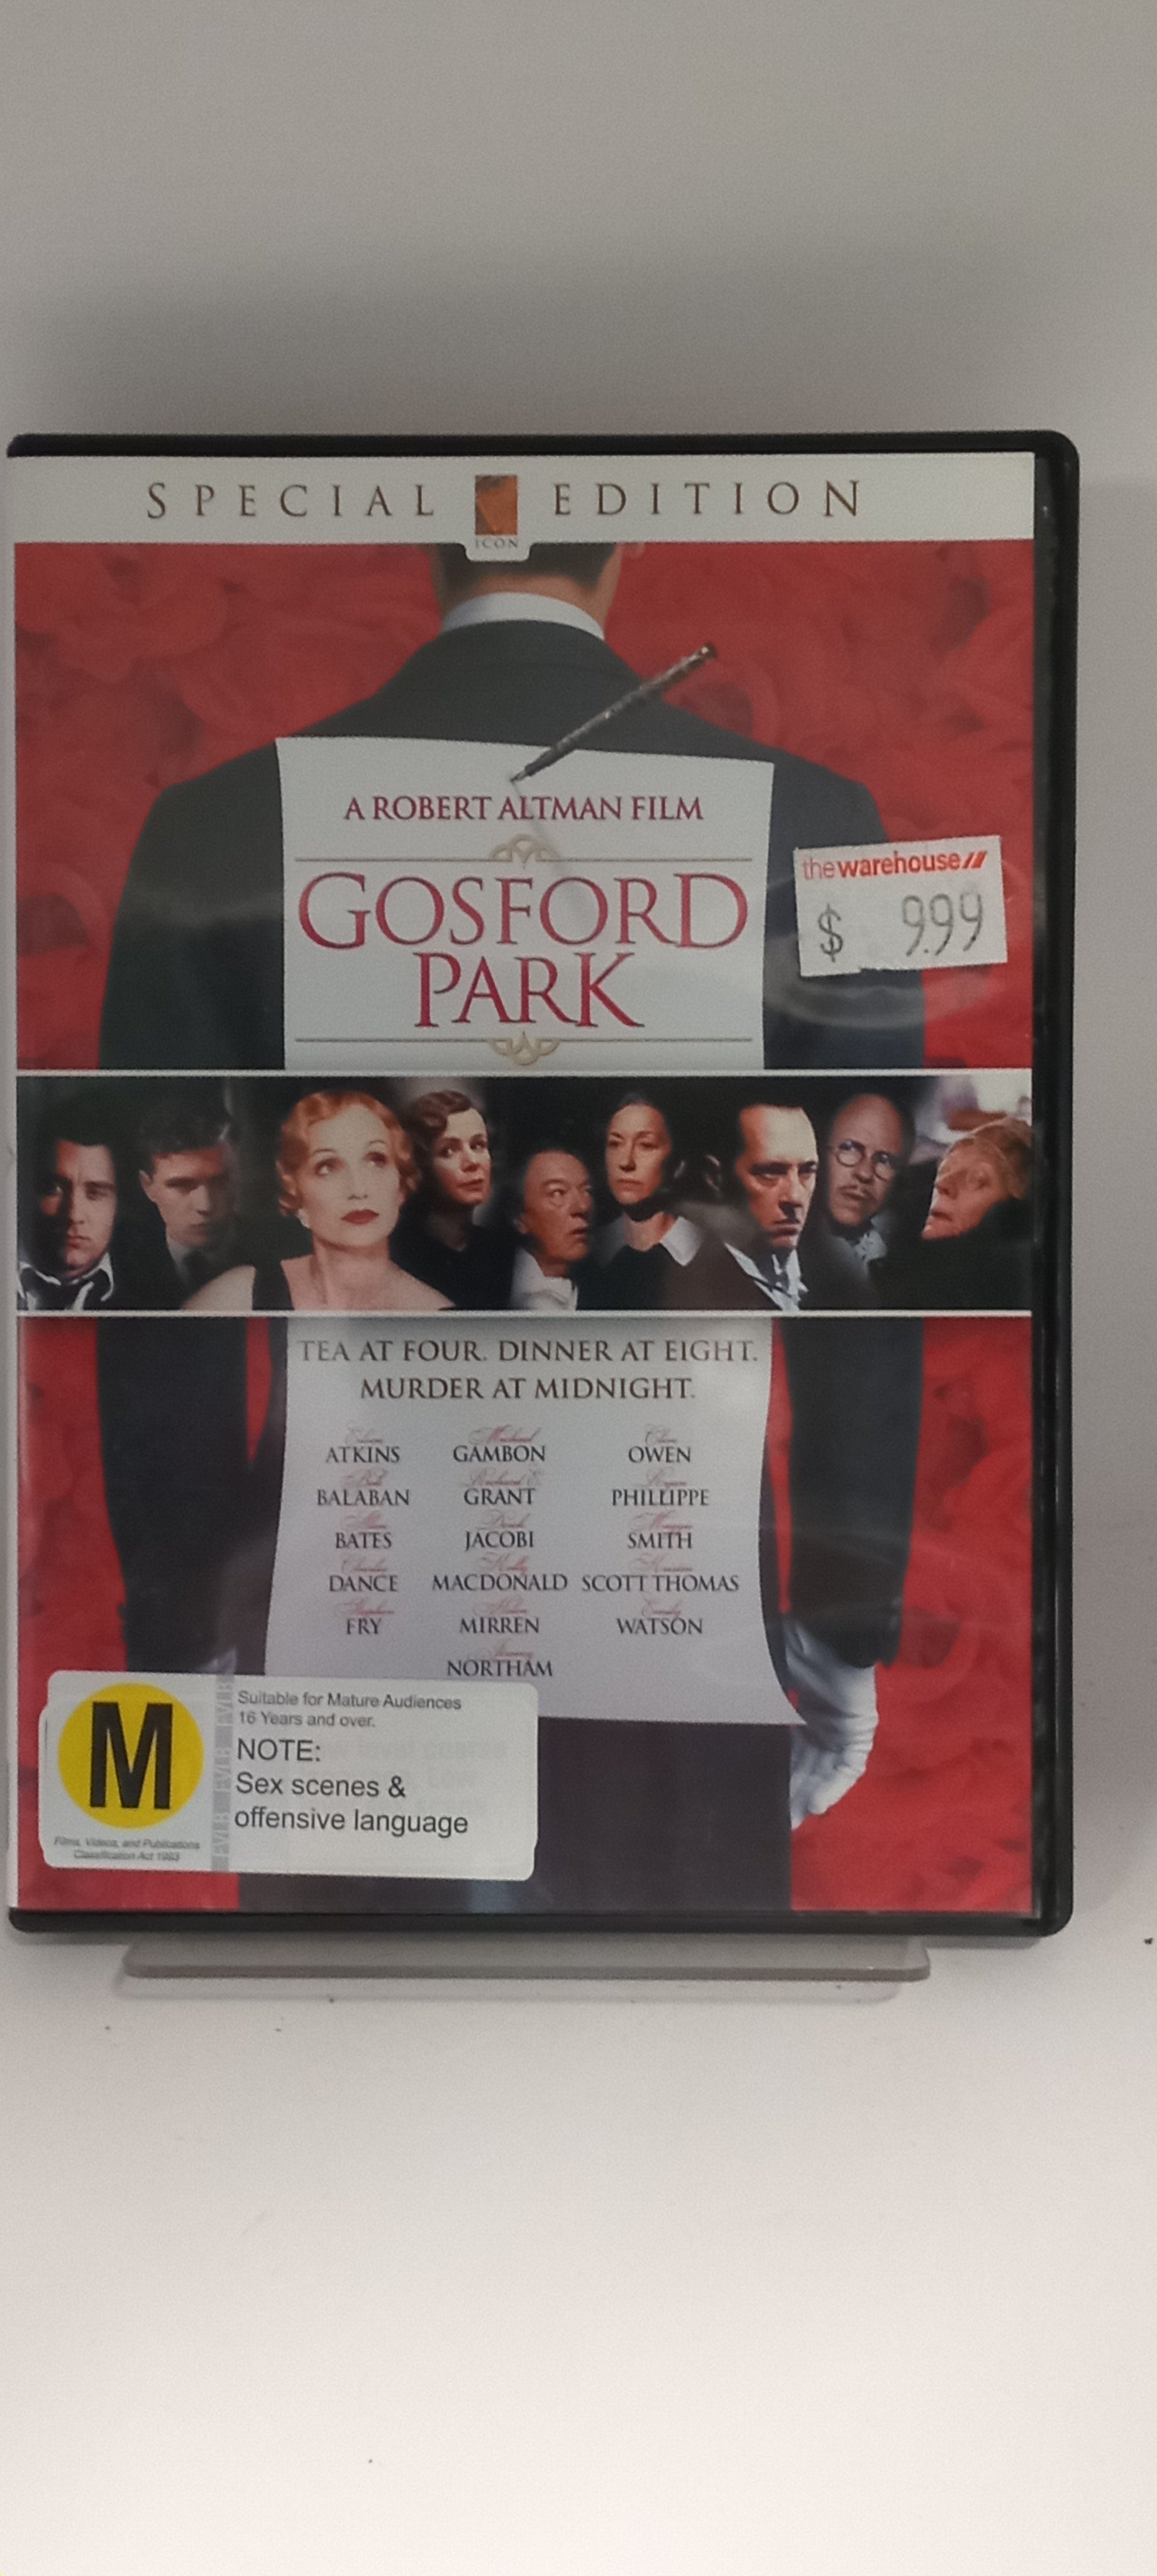 SPECIAL EDITION
ICON
A ROBERT ALTMAN FILM
GOSFORD
PARK
thewarehouse
$ 9.99
TEA AT FOUR. DINNER AT EIGHT.
MURDER AT MIDNIGHT.
ATKINS Michael GAMBON OWEN
BALABAN GRANT PHILLIPPE
BATES JACOBI SMITH
DANCE MACDONALD SCOTT THOMAS
FRY MIRREN WATSON
NORTHAM
M
Suitable for Mature Audiences
16 Years and over.
NOTE:
Sex scenes &
offensive language
Films, Videos, and Publications
Classification Act 1993